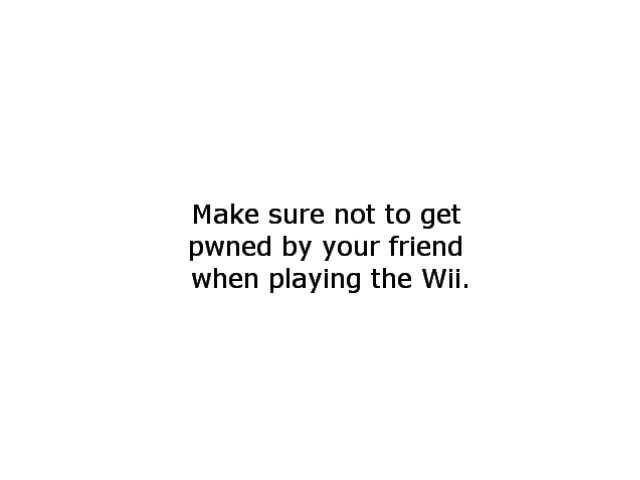 Make sure not to get
pwned by your friend
when playing the Wii.